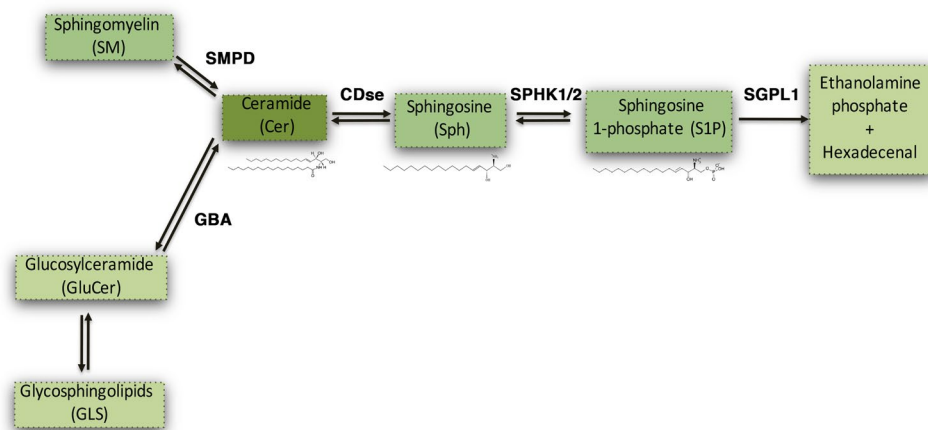 Sphingomyelin
(SM)
SMPD
Ceramide
(Cer)
CDse
Sphingosine
(Sph)
SPHK1/2
Sphingosine
1-phosphate (S1P)
SGPL1
Ethanolamine
phosphate
+
Hexadecenal
GBA
Glucosylceramide
(GluCer)
Glycosphingolipids
(GLS)